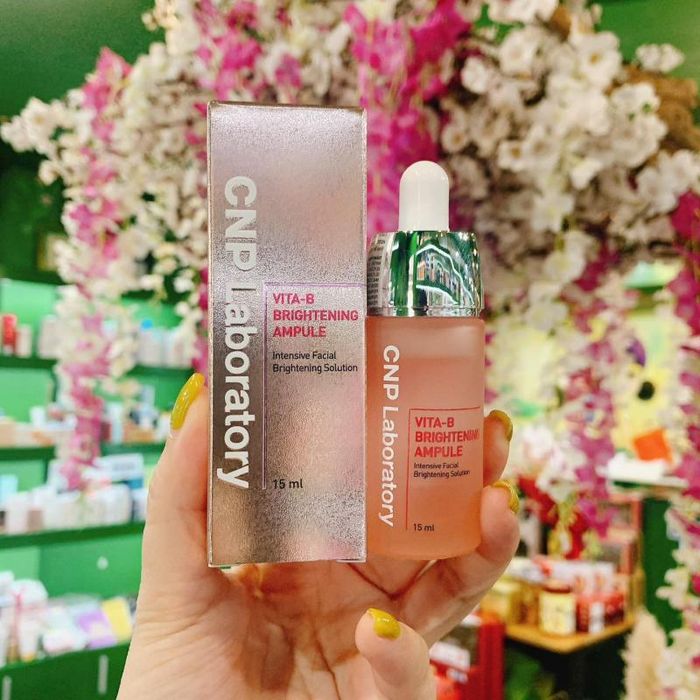 CNP Laboratory
VITA-B
BRIGHTENING
AMPULE
Intensive Facial
Brightening Solution
15 ml
CNP Laboratory
VITA-B
BRIGHTENING
AMPULE
Intensive Facial
Brightening Solution
15 ml